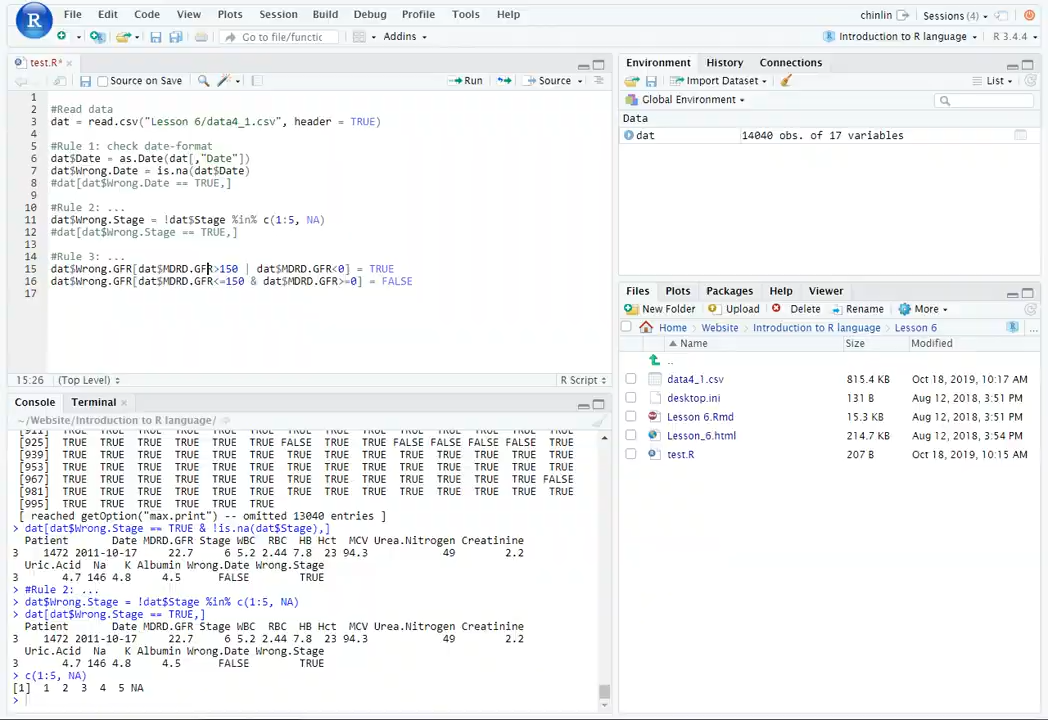 R
File Edit Code View Plots Session Build Debug Profile Tools Help
chinlin Sessions (4)
Go to file/function Addins
Introduction to R language R 3.4.4
test.R*
Source on Save Run Source
1
2 #Read data
3 dat = read.csv("Lesson 6/data4_1.csv", header = TRUE)
4
5 #Rule 1: check date-format
6 dat$Date = as.Date(dat[,"Date"])
7 dat$Wrong.Date = is.na(dat$Date)
8 #dat[dat$Wrong.Date == TRUE,]
9
10 #Rule 2: ...
11 dat$Wrong.Stage = !dat$Stage %in% c(1:5, NA)
12 #dat[dat$Wrong.Stage == TRUE,]
13
14 #Rule 3: ...
15 dat$Wrong.GFR[dat$MDRD.GFR>150 | dat$MDRD.GFR<0] = TRUE
16 dat$Wrong.GFR[dat$MDRD.GFR<=150 & dat$MDRD.GFR>=0] = FALSE
17
15:26 (Top Level) R Script
Console Terminal
~/Website/Introduction to R language/
[911] TRUE TRUE TRUE TRUE TRUE TRUE TRUE TRUE TRUE TRUE TRUE TRUE TRUE TRUE
[925] TRUE TRUE TRUE TRUE TRUE TRUE FALSE TRUE TRUE FALSE FALSE FALSE FALSE TRUE
[939] TRUE TRUE TRUE TRUE TRUE TRUE TRUE TRUE TRUE TRUE TRUE TRUE TRUE TRUE
[953] TRUE TRUE TRUE TRUE TRUE TRUE TRUE TRUE TRUE TRUE TRUE TRUE TRUE TRUE
[967] TRUE TRUE TRUE TRUE TRUE TRUE TRUE TRUE TRUE TRUE TRUE TRUE TRUE FALSE
[981] TRUE TRUE TRUE TRUE TRUE TRUE TRUE TRUE TRUE TRUE TRUE TRUE TRUE TRUE
[995] TRUE TRUE TRUE TRUE TRUE TRUE
[ reached getOption("max.print") -- omitted 13040 entries ]
> dat[dat$Wrong.Stage == TRUE & !is.na(dat$Stage),]
Patient Date MDRD.GFR Stage WBC RBC HB Hct MCV Urea.Nitrogen Creatinine
3 1472 2011-10-17 22.7 6 5.2 2.44 7.8 23 94.3 49 2.2
Uric.Acid Na K Albumin Wrong.Date Wrong.Stage
3 4.7 146 4.8 4.5 FALSE TRUE
> #Rule 2: ...
> dat$Wrong.Stage = !dat$Stage %in% c(1:5, NA)
> dat[dat$Wrong.Stage == TRUE,]
Patient Date MDRD.GFR Stage WBC RBC HB Hct MCV Urea.Nitrogen Creatinine
3 1472 2011-10-17 22.7 6 5.2 2.44 7.8 23 94.3 49 2.2
Uric.Acid Na K Albumin Wrong.Date Wrong.Stage
3 4.7 146 4.8 4.5 FALSE TRUE
> c(1:5, NA)
[1] 1 2 3 4 5 NA
>
Environment History Connections
Import Dataset List
Global Environment
Data
dat 14040 obs. of 17 variables
Files Plots Packages Help Viewer
New Folder Upload Delete Rename More
Home Website Introduction to R language Lesson 6 ...
Name Size Modified
..
data4_1.csv 815.4 KB Oct 18, 2019, 10:17 AM
desktop.ini 131 B Aug 12, 2018, 3:51 PM
Lesson 6.Rmd 15.3 KB Aug 12, 2018, 3:51 PM
Lesson_6.html 214.7 KB Aug 12, 2018, 3:54 PM
test.R 207 B Oct 18, 2019, 10:15 AM